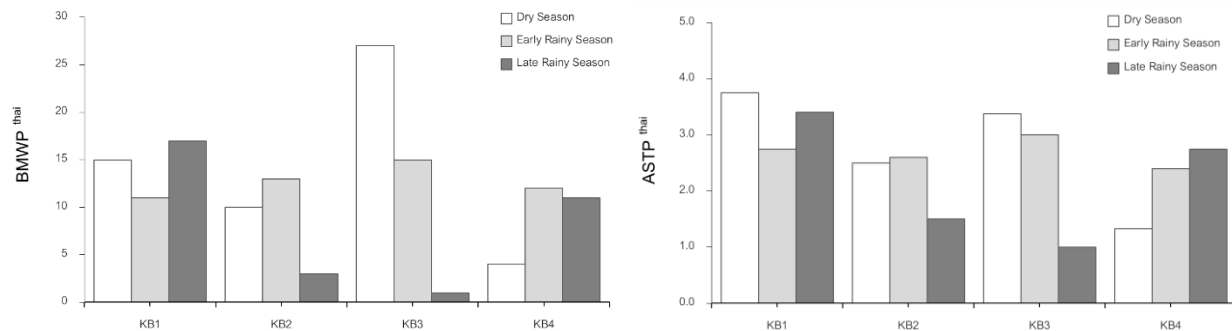 30
25
20
15
10
5
0
BMWP thai
KB1 KB2 KB3 KB4
Dry Season
Early Rainy Season
Late Rainy Season
5.0
4.0
3.0
2.0
1.0
0.0
ASTP thai
KB1 KB2 KB3 KB4
Dry Season
Early Rainy Season
Late Rainy Season